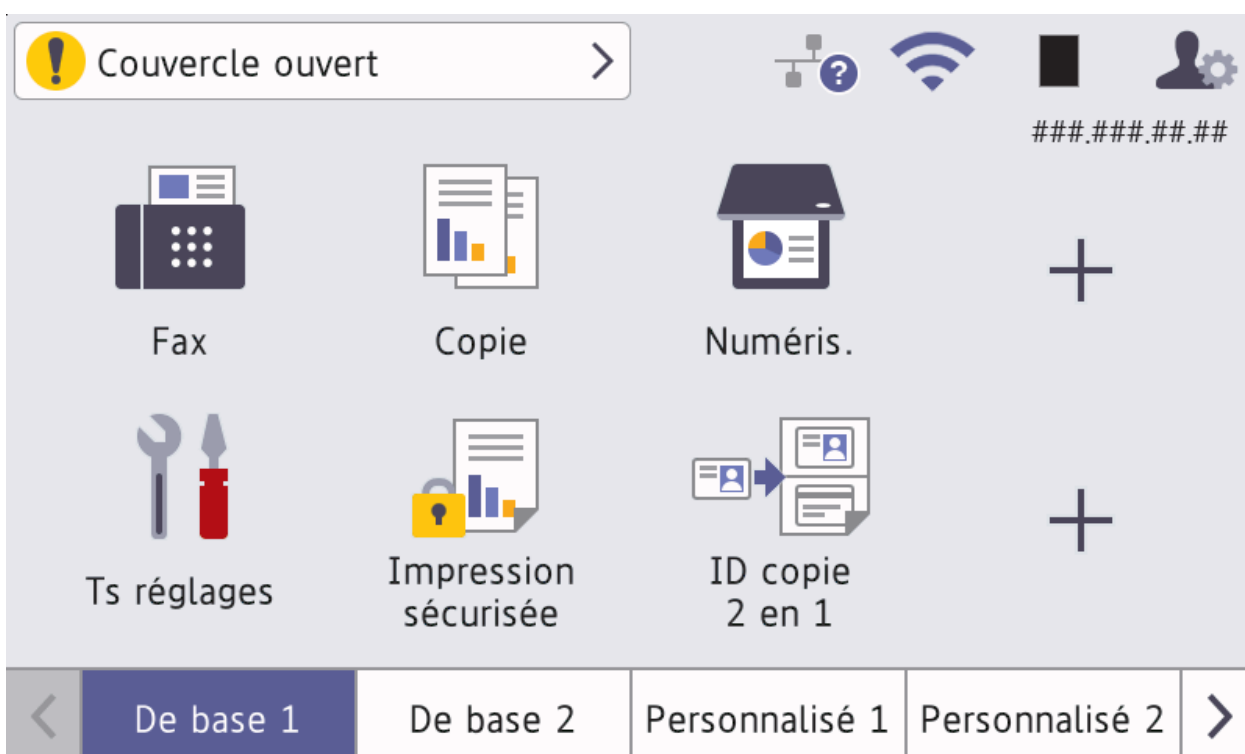 Couvercle ouvert
?
###.###.##.##
Fax
Copie
Numéris.
Ts réglages
Impression
sécurisée
ID copie
2 en 1
De base 1
De base 2
Personnalisé 1
Personnalisé 2